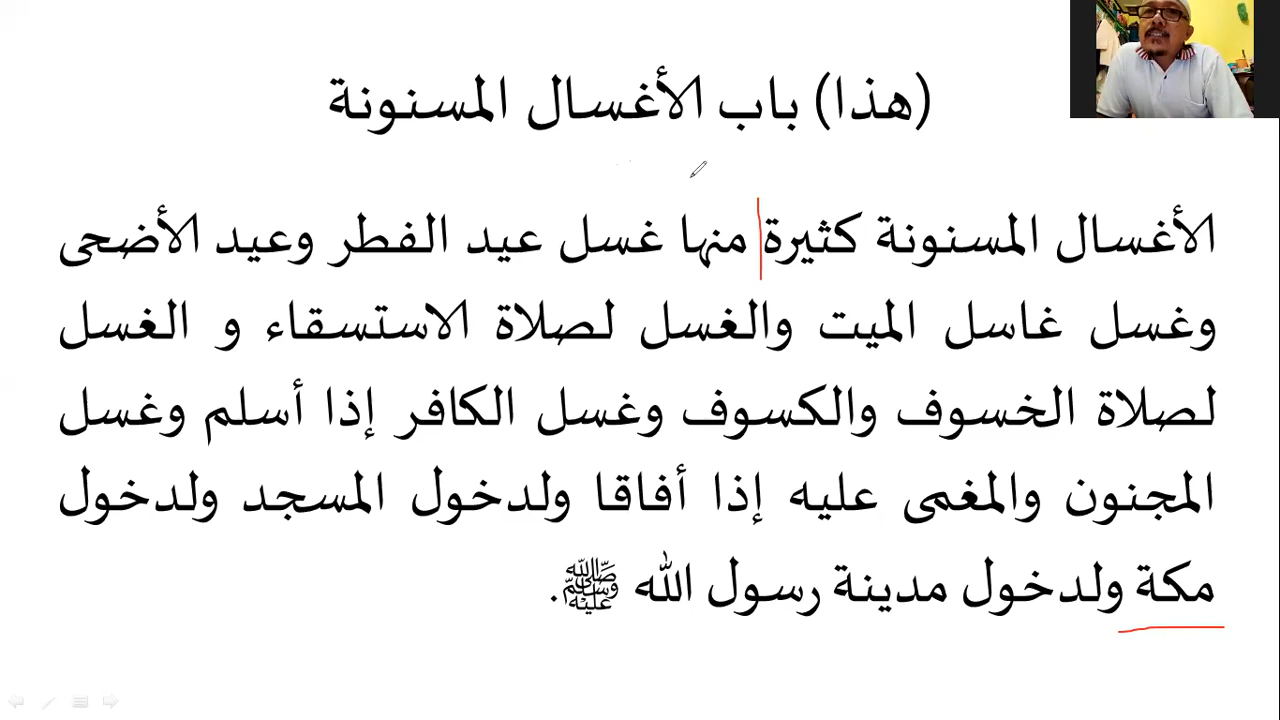 (هذا) باب الأغسال المسنونة
الأغسال المسنونة كثيرة منها غسل عيد الفطر وعيد الأضحى
وغسل غاسل الميت والغسل لصلاة الاستسقاء و الغسل
لصلاة الخسوف والكسوف وغسل الكافر إذا أسلم وغسل
المجنون والمغمى عليه إذا أفاقا ولدخول المسجد ولدخول
مكة ولدخول مدينة رسول الله ﷺ.